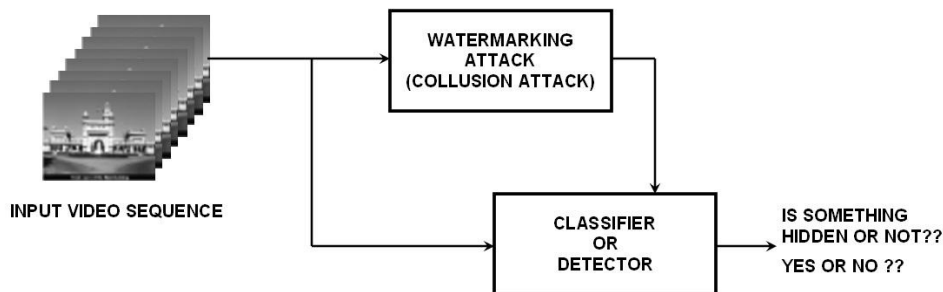 WATERMARKING
ATTACK
(COLLUSION ATTACK)
INPUT VIDEO SEQUENCE
CLASSIFIER
OR
DETECTOR
IS SOMETHING
HIDDEN OR NOT??
YES OR NO ??